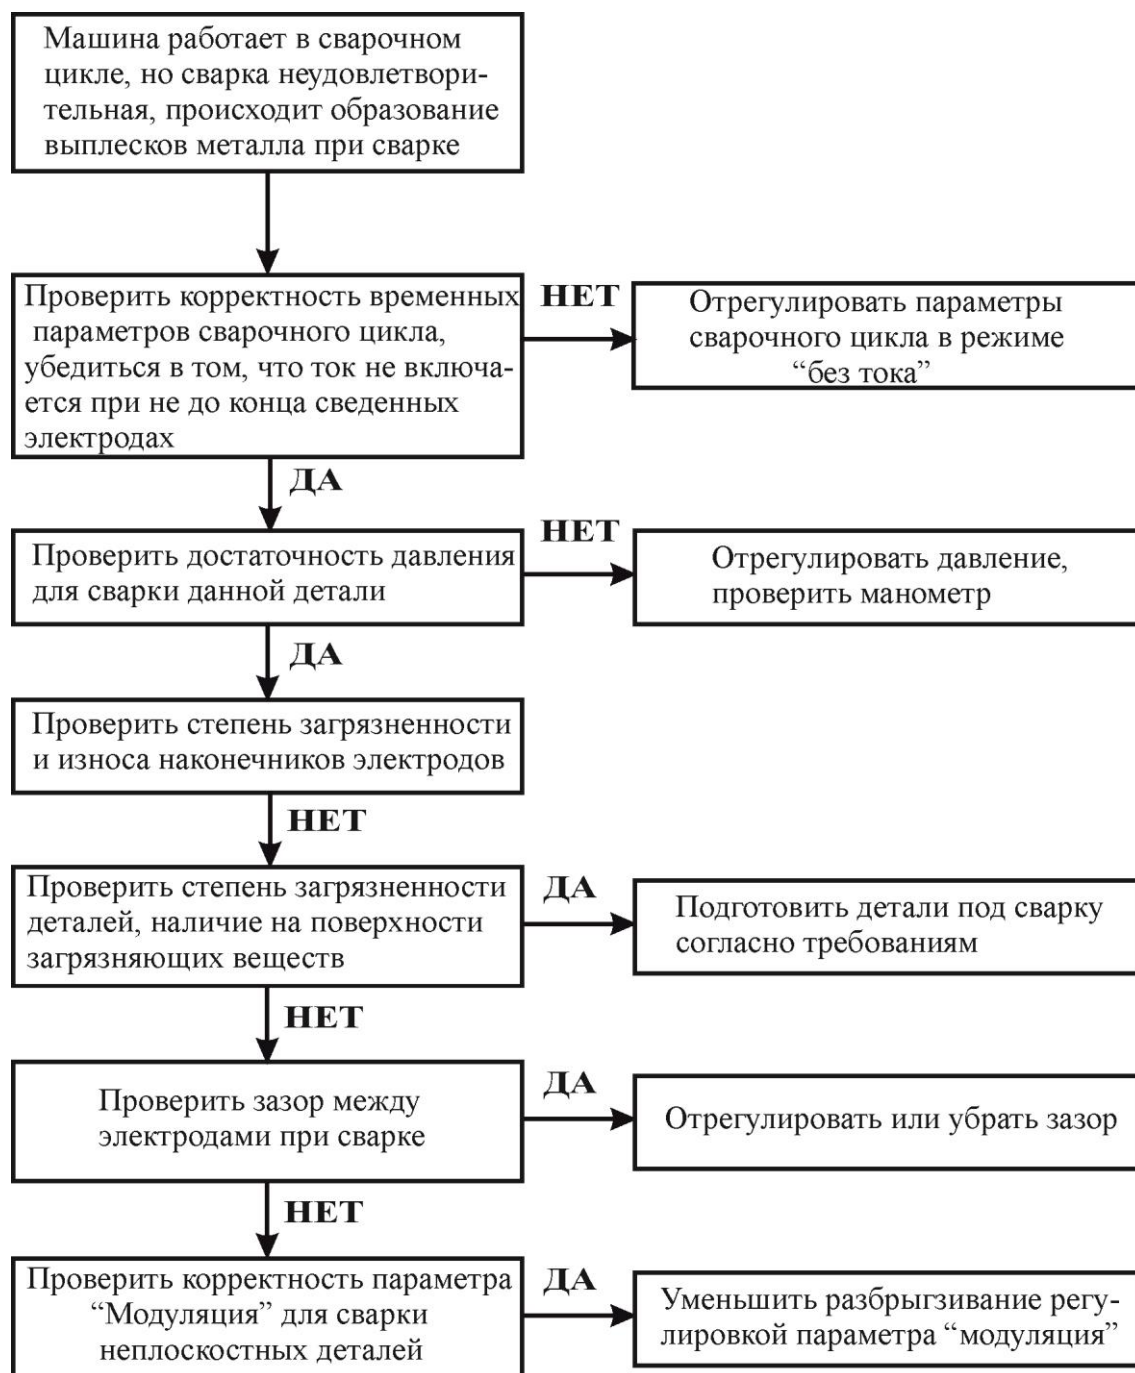 Машина работает в сварочном
цикле, но сварка неудовлетвори-
тельная, происходит образование
выплесков металла при сварке
Проверить корректность временных
параметров сварочного цикла,
убедиться в том, что ток не включа-
ется при не до конца сведенных
электродах
НЕТ
Отрегулировать параметры
сварочного цикла в режиме
“без тока”
ДА
Проверить достаточность давления
для сварки данной детали
НЕТ
Отрегулировать давление,
проверить манометр
ДА
Проверить степень загрязненности
и износа наконечников электродов
НЕТ
Проверить степень загрязненности
деталей, наличие на поверхности
загрязняющих веществ
ДА
Подготовить детали под сварку
согласно требованиям
НЕТ
Проверить зазор между
электродами при сварке
ДА
Отрегулировать или убрать зазор
НЕТ
Проверить корректность параметра
“Модуляция” для сварки
неплоскостных деталей
ДА
Уменьшить разбрыгзивание регу-
лировкой параметра “модуляция”